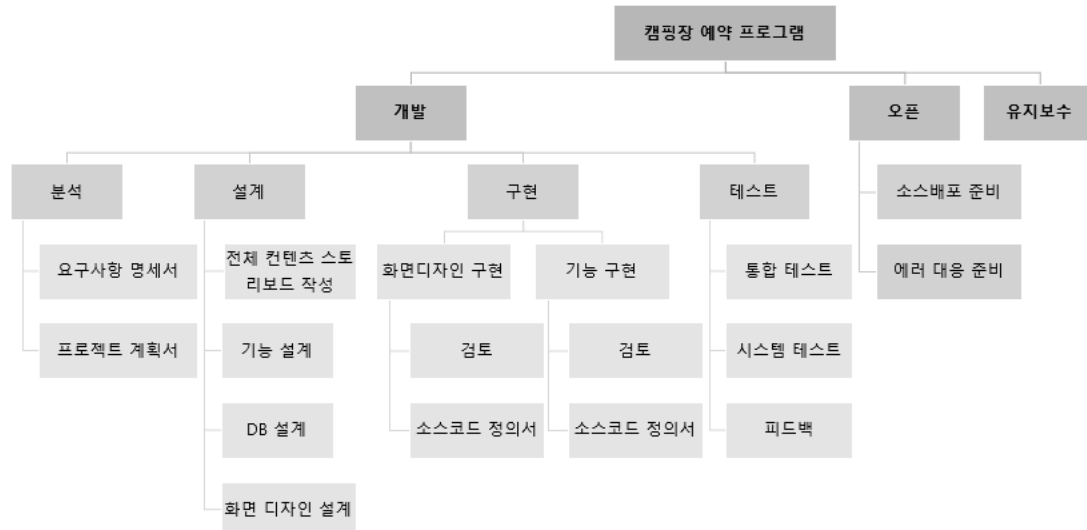 캠핑장 예약 프로그램
개발
오픈
유지보수
분석
설계
구현
테스트
소스배포 준비
요구사항 명세서
전체 컨텐츠 스토
리보드 작성
화면디자인 구현
기능 구현
통합 테스트
에러 대응 준비
프로젝트 계획서
기능 설계
검토
검토
시스템 테스트
DB 설계
소스코드 정의서
소스코드 정의서
피드백
화면 디자인 설계